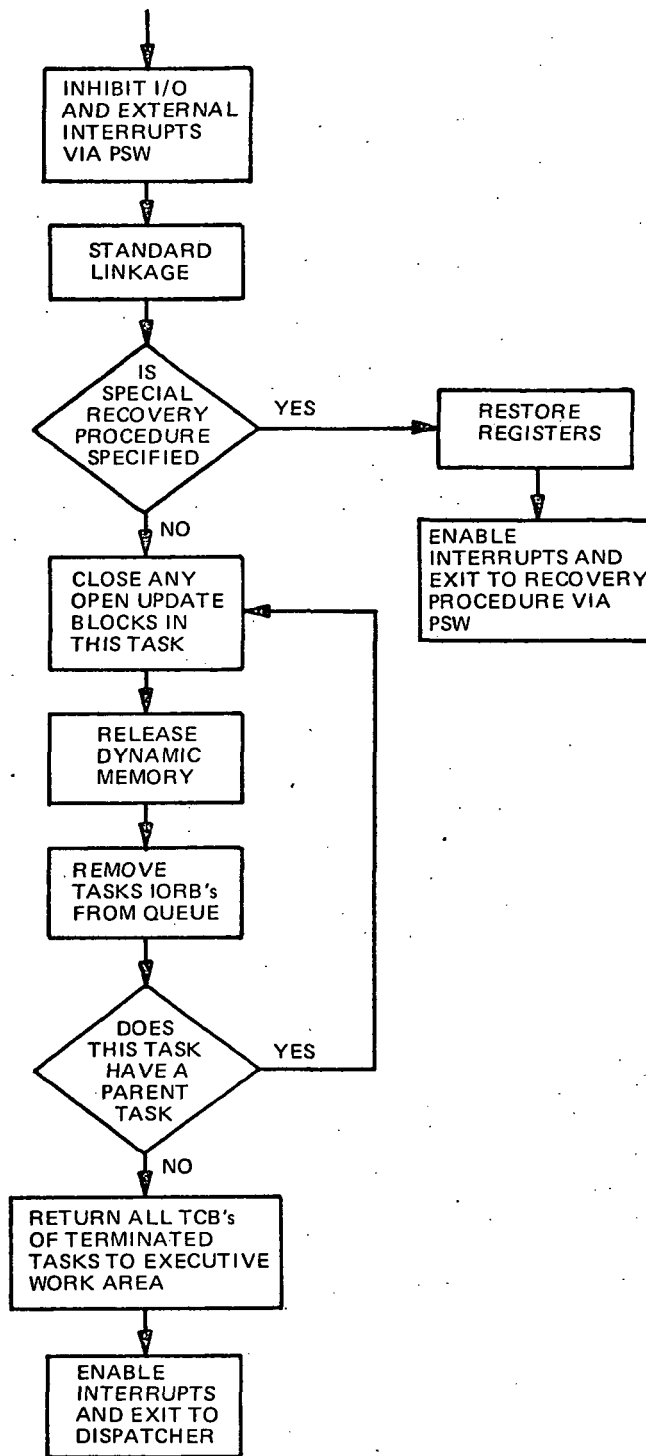 INHIBIT I/O
AND EXTERNAL
INTERRUPTS
VIA PSW
STANDARD
LINKAGE
IS
SPECIAL
RECOVERY
PROCEDURE
SPECIFIED
YES
RESTORE
REGISTERS
ENABLE
INTERRUPTS AND
EXIT TO RECOVERY
PROCEDURE VIA
PSW
NO
CLOSE ANY
OPEN UPDATE
BLOCKS IN
THIS TASK
RELEASE
DYNAMIC
MEMORY
REMOVE
TASKS IORB's
FROM QUEUE
DOES
THIS TASK
HAVE A
PARENT
TASK
YES
NO
RETURN ALL TCB's
OF TERMINATED
TASKS TO EXECUTIVE
WORK AREA
ENABLE
INTERRUPTS
AND EXIT TO
DISPATCHER